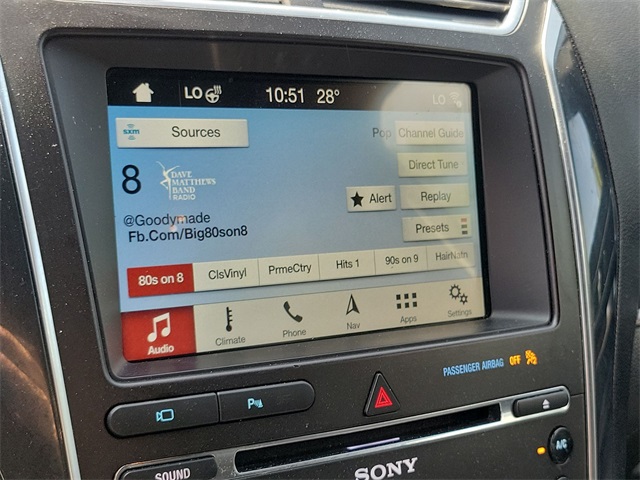 LO 10:51 28° LO
sxm Sources Pop Channel Guide
Direct Tune
8 DAVE MATTHEWS BAND RADIO
Alert Replay
@Goodymade
Fb.Com/Big80son8
Presets
80s on 8 ClsVinyl PrmeCtry Hits 1 90s on 9 HairNatn
Audio Climate Phone Nav Apps Settings
PASSENGER AIRBAG OFF
P
SOUND SONY A/C